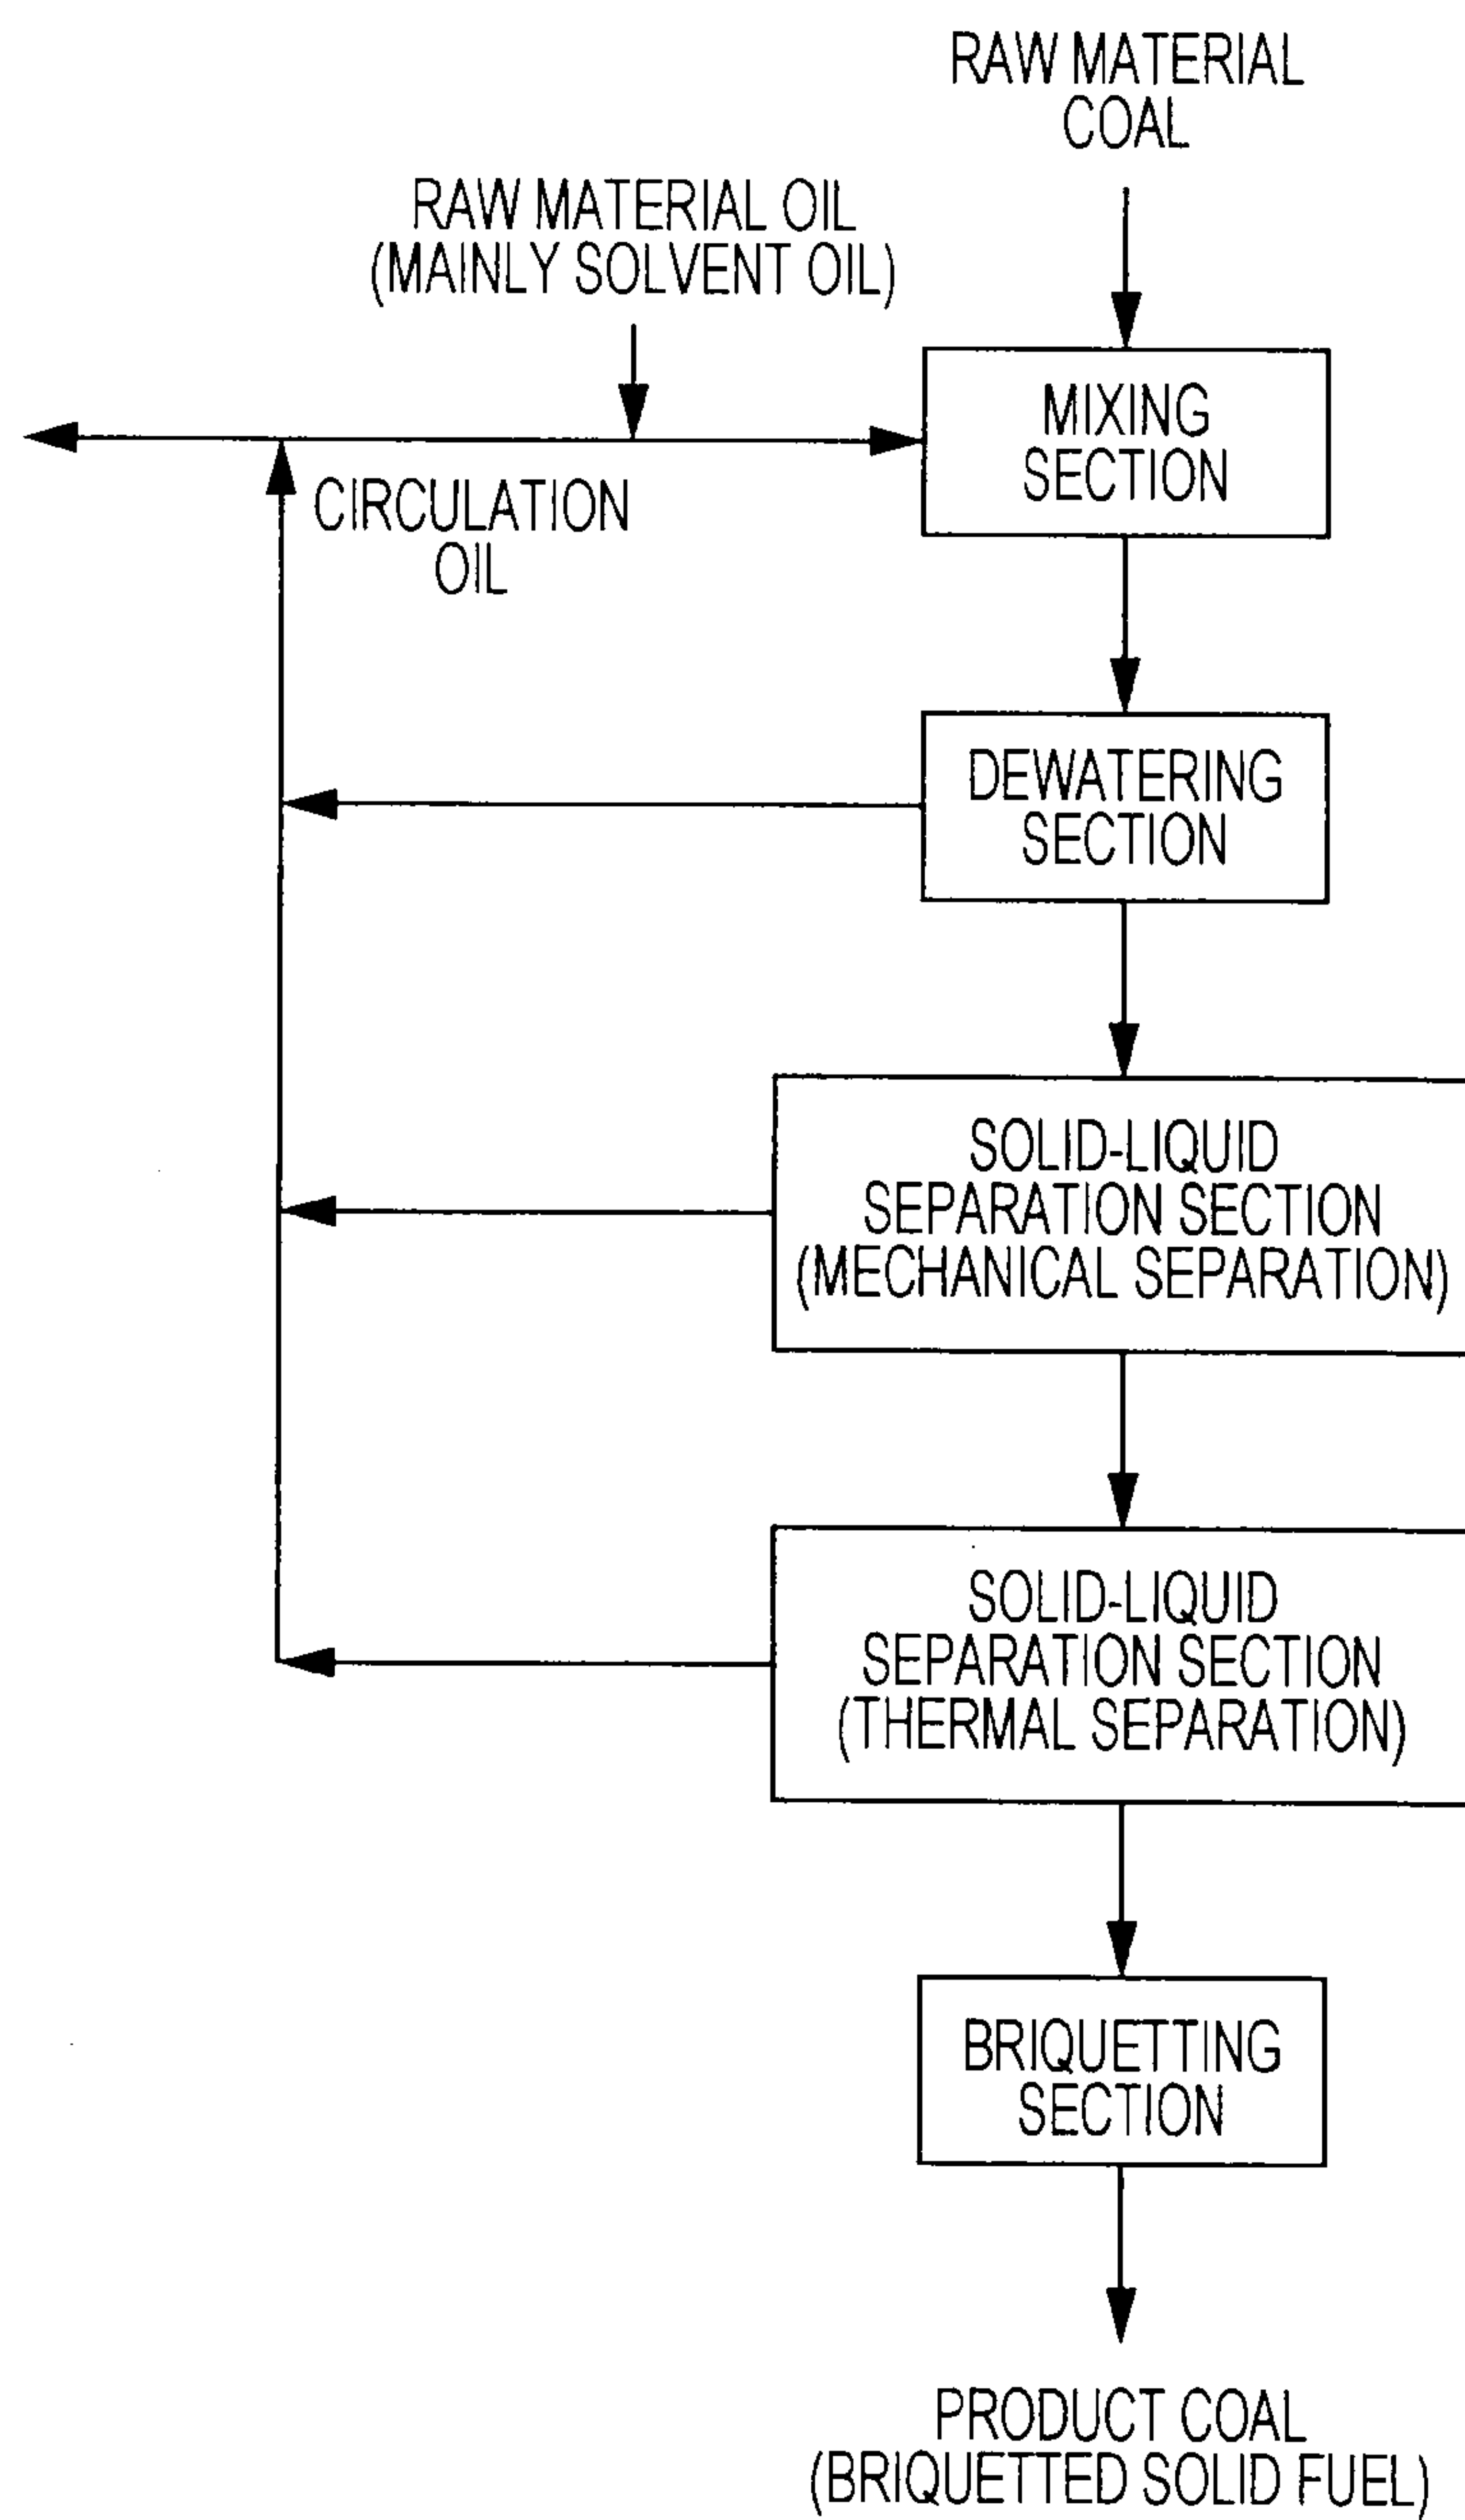 RAW MATERIAL
COAL
RAW MATERIAL OIL
(MAINLY SOLVENT OIL)
MIXING
SECTION
CIRCULATION
OIL
DEWATERING
SECTION
SOLID-LIQUID
SEPARATION SECTION
(MECHANICAL SEPARATION)
SOLID-LIQUID
SEPARATION SECTION
(THERMAL SEPARATION)
BRIQUETTING
SECTION
PRODUCT COAL
(BRIQUETTED SOLID FUEL)